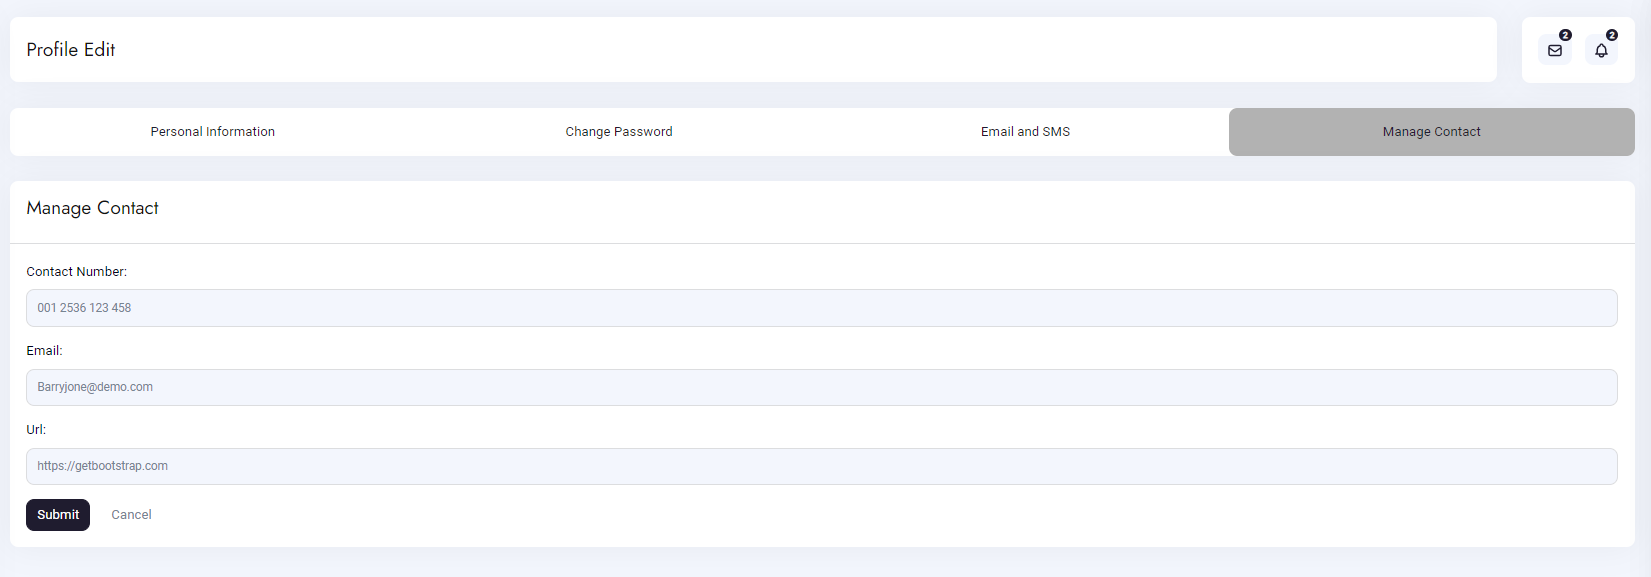 Profile Edit
2 2
Personal Information Change Password Email and SMS Manage Contact
Manage Contact
Contact Number:
001 2536 123 458
Email:
Barryjone@demo.com
Url:
https://getbootstrap.com
Submit Cancel